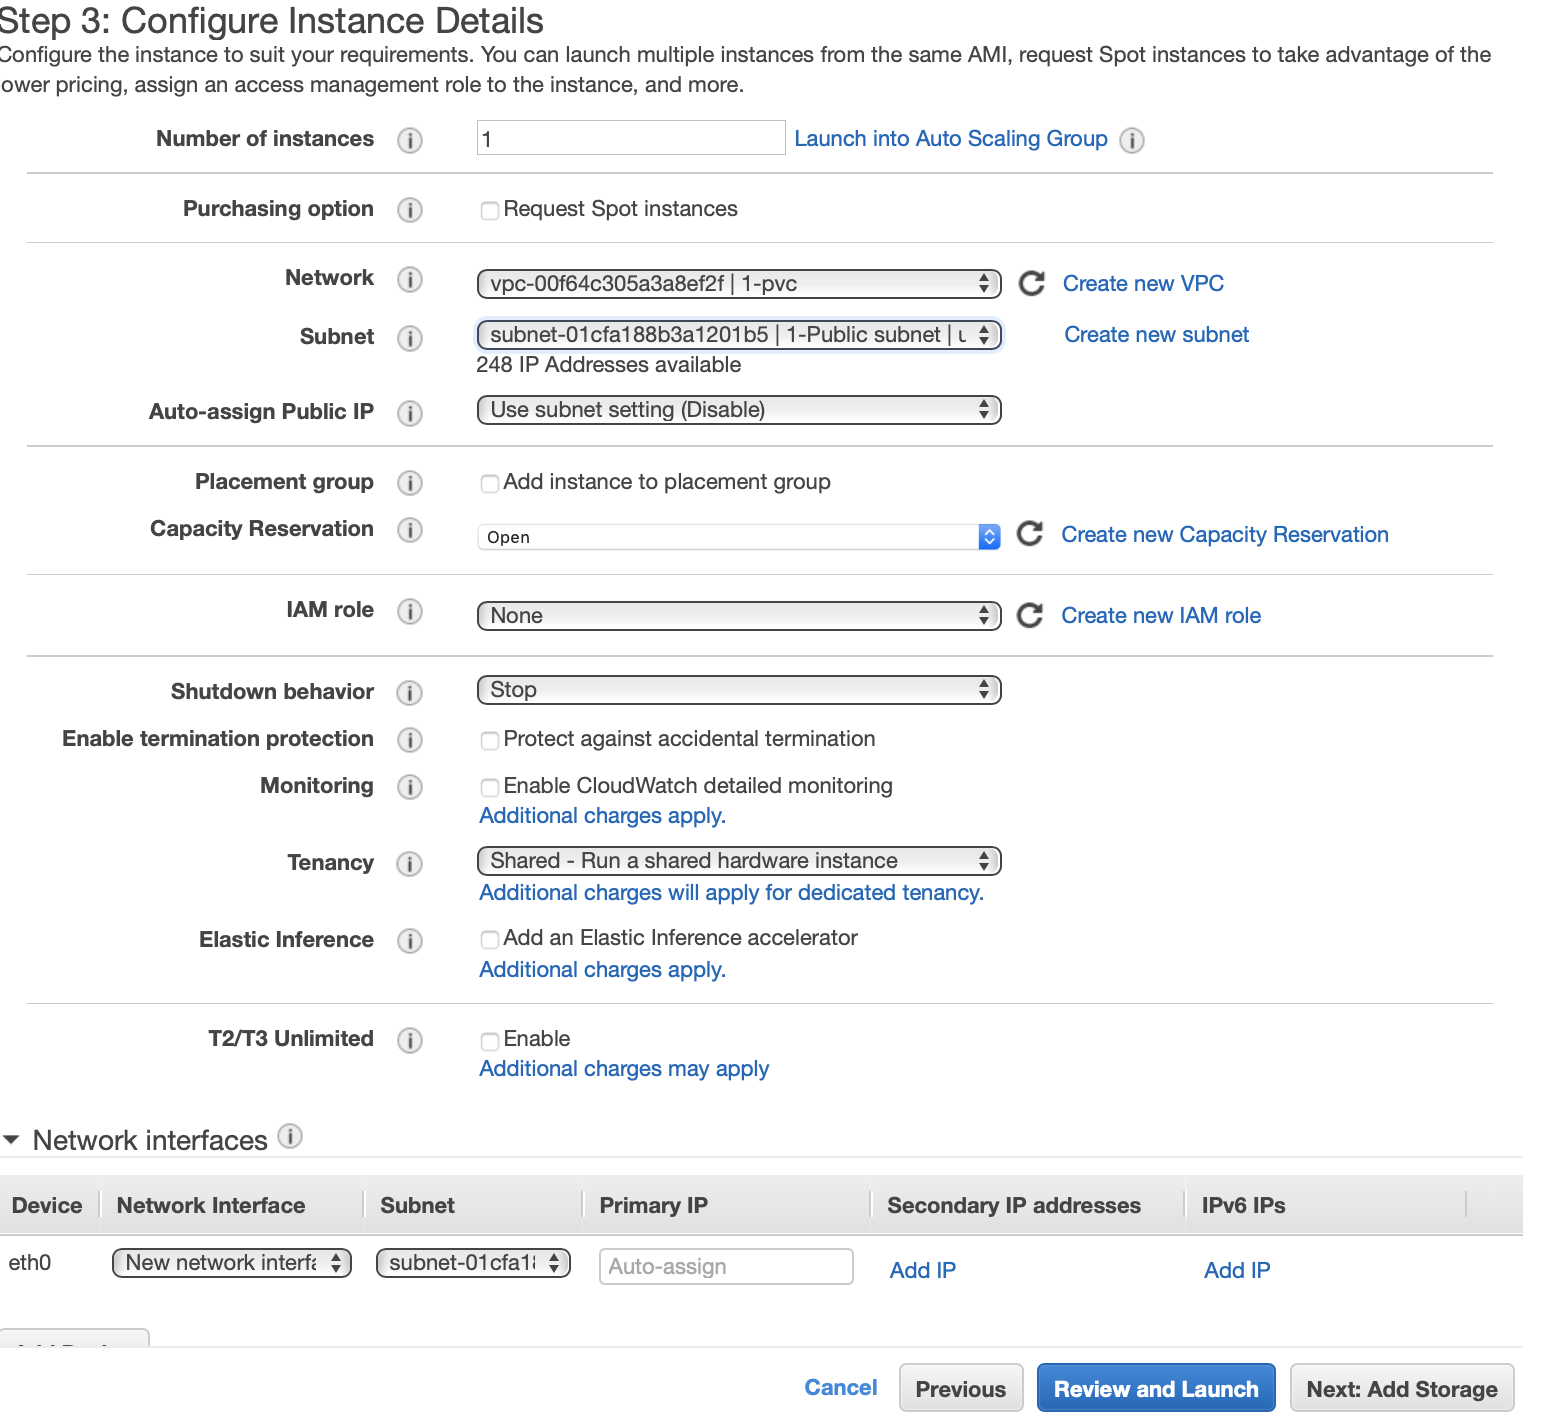 Step 3: Configure Instance Details
Configure the instance to suit your requirements. You can launch multiple instances from the same AMI, request Spot instances to take advantage of the
ower pricing, assign an access management role to the instance, and more.
Number of instances 1 Launch into Auto Scaling Group
Purchasing option Request Spot instances
Network vpc-00f64c305a3a8ef2f | 1-pvc Create new VPC
Subnet subnet-01cfa188b3a1201b5 | 1-Public subnet | u Create new subnet
248 IP Addresses available
Auto-assign Public IP Use subnet setting (Disable)
Placement group Add instance to placement group
Capacity Reservation Open Create new Capacity Reservation
IAM role None Create new IAM role
Shutdown behavior Stop
Enable termination protection Protect against accidental termination
Monitoring Enable CloudWatch detailed monitoring
Additional charges apply.
Tenancy Shared - Run a shared hardware instance
Additional charges will apply for dedicated tenancy.
Elastic Inference Add an Elastic Inference accelerator
Additional charges apply.
T2/T3 Unlimited Enable
Additional charges may apply
Network interfaces
Device Network Interface Subnet Primary IP Secondary IP addresses IPv6 IPs
eth0 New network interfa subnet-01cfa18 Auto-assign Add IP Add IP
Cancel Previous Review and Launch Next: Add Storage